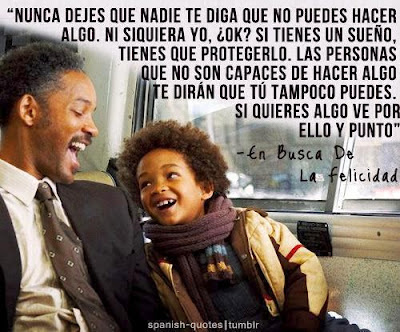 “NUNCA DEJES QUE NADIE TE DIGA QUE NO PUEDES HACER
ALGO. NI SIQUIERA YO, ¿OK? SI TIENES UN SUEÑO,
TIENES QUE PROTEGERLO. LAS PERSONAS
QUE NO SON CAPACES DE HACER ALGO
TE DIRÁN QUE TÚ TAMPOCO PUEDES.
SI QUIERES ALGO VE POR
ELLO Y PUNTO”
-En Busca De
La felicidad
spanish-quotes|tumblr